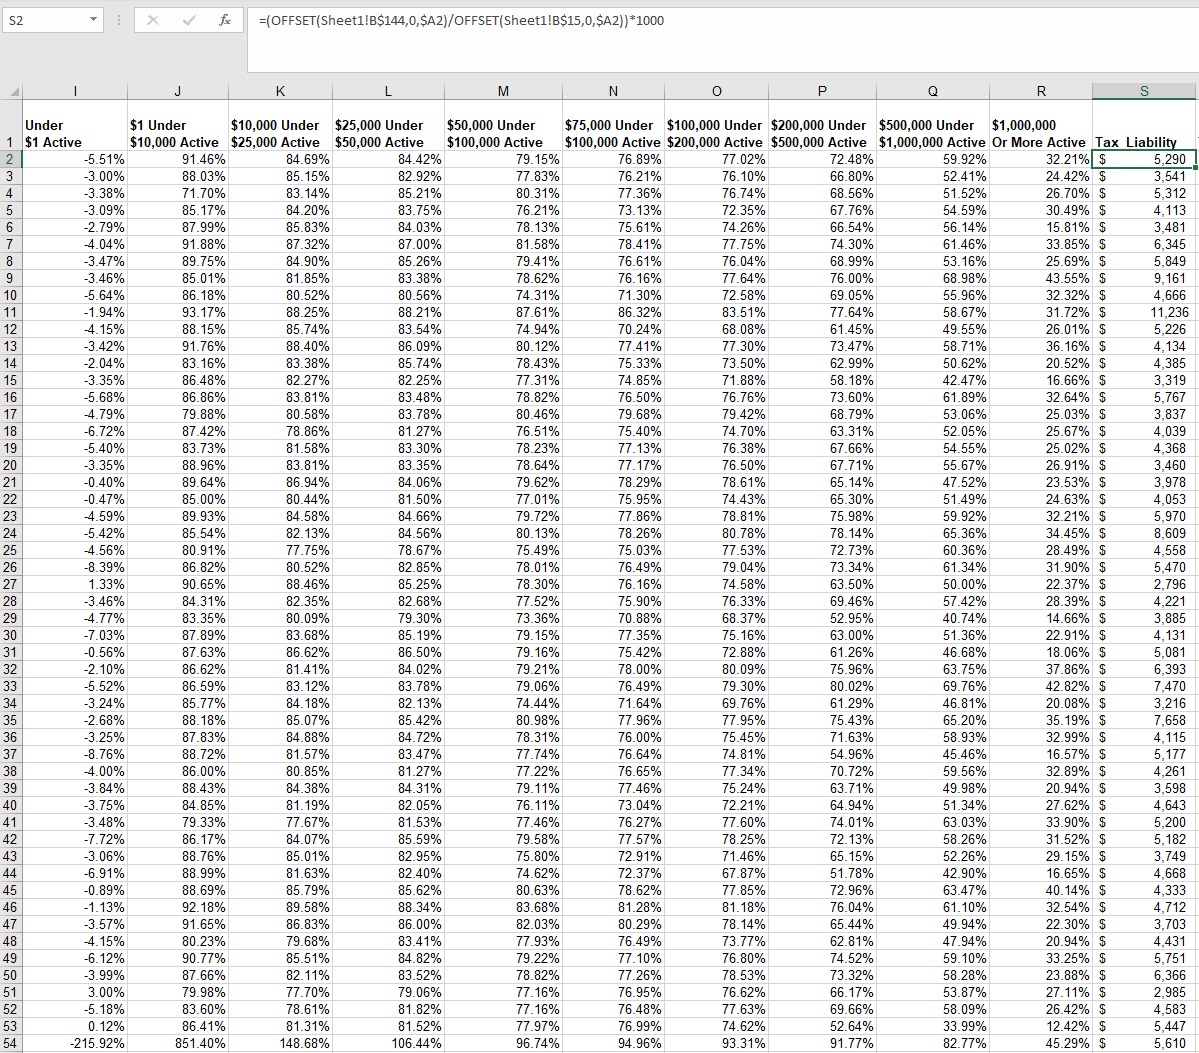 S2 fx =(OFFSET(Sheet1!B$144,0,$A2)/OFFSET(Sheet1!B$15,0,$A2))*1000
I J K L M N O P Q R S
Under $1 Under $10,000 Under $25,000 Under $50,000 Under $75,000 Under $100,000 Under $200,000 Under $500,000 Under $1,000,000
1 $1 Active $10,000 Active $25,000 Active $50,000 Active $100,000 Active $100,000 Active $200,000 Active $500,000 Active $1,000,000 Active Or More Active Tax Liability
2 -5.51% 91.46% 84.69% 84.42% 79.15% 76.89% 77.02% 72.48% 59.92% 32.21% $ 5,290
3 -3.00% 88.03% 85.15% 82.92% 77.83% 76.21% 76.10% 66.80% 52.41% 24.42% $ 3,541
4 -3.38% 71.70% 83.14% 85.21% 80.31% 77.36% 76.74% 68.56% 51.52% 26.70% $ 5,312
5 -3.09% 85.17% 84.20% 83.75% 76.21% 73.13% 72.35% 67.76% 54.59% 30.49% $ 4,113
6 -2.79% 87.99% 85.83% 84.03% 78.13% 75.61% 74.26% 66.54% 56.14% 15.81% $ 3,481
7 -4.04% 91.88% 87.32% 87.00% 81.58% 78.41% 77.75% 74.30% 61.46% 33.85% $ 6,345
8 -3.47% 89.75% 84.90% 85.26% 79.41% 76.61% 76.04% 68.99% 53.16% 25.69% $ 5,849
9 -3.46% 85.01% 81.85% 83.38% 78.62% 76.16% 77.64% 76.00% 68.98% 43.55% $ 9,161
10 -5.64% 86.18% 80.52% 80.56% 74.31% 71.30% 72.58% 69.05% 55.96% 32.32% $ 4,666
11 -1.94% 93.17% 88.25% 88.21% 87.61% 86.32% 83.51% 77.64% 58.67% 31.72% $ 11,236
12 -4.15% 88.15% 85.74% 83.54% 74.94% 70.24% 68.08% 61.45% 49.55% 26.01% $ 5,226
13 -3.42% 91.76% 88.40% 86.09% 80.12% 77.41% 77.30% 73.47% 58.71% 36.16% $ 4,134
14 -2.04% 83.16% 83.38% 85.74% 78.43% 75.33% 73.50% 62.99% 50.62% 20.52% $ 4,385
15 -3.35% 86.48% 82.27% 82.25% 77.31% 74.85% 71.88% 58.18% 42.47% 16.66% $ 3,319
16 -5.68% 86.86% 83.81% 83.48% 78.82% 76.50% 76.76% 73.60% 61.89% 32.64% $ 5,767
17 -4.79% 79.88% 80.58% 83.78% 80.46% 79.68% 79.42% 68.79% 53.06% 25.03% $ 3,837
18 -6.72% 87.42% 78.86% 81.27% 76.51% 75.40% 74.70% 63.31% 52.05% 25.67% $ 4,039
19 -5.40% 83.73% 81.58% 83.30% 78.23% 77.13% 76.38% 67.66% 54.55% 25.02% $ 4,368
20 -3.35% 88.96% 83.81% 83.35% 78.64% 77.17% 76.50% 67.71% 55.67% 26.91% $ 3,460
21 -0.40% 89.64% 86.94% 84.06% 79.62% 78.29% 78.61% 65.14% 47.52% 23.53% $ 3,978
22 -0.47% 85.00% 80.44% 81.50% 77.01% 75.95% 74.43% 65.30% 51.49% 24.63% $ 4,053
23 -4.59% 89.93% 84.58% 84.66% 79.72% 77.86% 78.81% 75.98% 59.92% 32.21% $ 5,970
24 -5.42% 85.54% 82.13% 84.56% 80.13% 78.26% 80.78% 78.14% 65.36% 34.45% $ 8,609
25 -4.56% 80.91% 77.75% 78.67% 75.49% 75.03% 77.53% 72.73% 60.36% 28.49% $ 4,558
26 -8.39% 86.82% 80.52% 82.85% 78.01% 76.49% 79.04% 73.34% 61.34% 31.90% $ 5,470
27 1.33% 90.65% 88.46% 85.25% 78.30% 76.16% 74.58% 63.50% 50.00% 22.37% $ 2,796
28 -3.46% 84.31% 82.35% 82.68% 77.52% 75.90% 76.33% 69.46% 57.42% 28.39% $ 4,221
29 -4.77% 83.35% 80.09% 79.30% 73.36% 70.88% 68.37% 52.95% 40.74% 14.66% $ 3,885
30 -7.03% 87.89% 83.68% 85.19% 79.15% 77.35% 75.16% 63.00% 51.36% 22.91% $ 4,131
31 -0.56% 87.63% 86.62% 86.50% 79.16% 75.42% 72.88% 61.26% 46.68% 18.06% $ 5,081
32 -2.10% 86.62% 81.41% 84.02% 79.21% 78.00% 80.09% 75.96% 63.75% 37.86% $ 6,393
33 -5.52% 86.59% 83.12% 83.78% 79.06% 76.49% 79.30% 80.02% 69.76% 42.82% $ 7,470
34 -3.24% 85.77% 84.18% 82.13% 74.44% 71.64% 69.76% 61.29% 46.81% 20.08% $ 3,216
35 -2.68% 88.18% 85.07% 85.42% 80.98% 77.96% 77.95% 75.43% 65.20% 35.19% $ 7,658
36 -3.25% 87.83% 84.88% 84.72% 78.31% 76.00% 75.45% 71.63% 58.93% 32.99% $ 4,115
37 -8.76% 88.72% 81.57% 83.47% 77.74% 76.64% 74.81% 54.96% 45.46% 16.57% $ 5,177
38 -4.00% 86.00% 80.85% 81.27% 77.22% 76.65% 77.34% 70.72% 59.56% 32.89% $ 4,261
39 -3.84% 88.43% 84.38% 84.31% 79.11% 77.46% 75.24% 63.71% 49.98% 20.94% $ 3,598
40 -3.75% 84.85% 81.19% 82.05% 76.11% 73.04% 72.21% 64.94% 51.34% 27.62% $ 4,643
41 -3.48% 79.33% 77.67% 81.53% 77.46% 76.27% 77.60% 74.01% 63.03% 33.90% $ 5,200
42 -7.72% 86.17% 84.07% 85.59% 79.58% 77.57% 78.25% 72.13% 58.26% 31.52% $ 5,182
43 -3.06% 88.76% 85.01% 82.95% 75.80% 72.91% 71.46% 65.15% 52.26% 29.15% $ 3,749
44 -6.91% 88.99% 81.63% 82.40% 74.62% 72.37% 67.87% 51.78% 42.90% 16.65% $ 4,668
45 -0.89% 88.69% 85.79% 85.62% 80.63% 78.62% 77.85% 72.96% 63.47% 40.14% $ 4,333
46 -1.13% 92.18% 89.58% 88.34% 83.68% 81.28% 81.18% 76.04% 61.10% 32.54% $ 4,712
47 -3.57% 91.65% 86.83% 86.00% 82.03% 80.29% 78.14% 65.44% 49.94% 22.30% $ 3,703
48 -4.15% 80.23% 79.68% 83.41% 77.93% 76.49% 73.77% 62.81% 47.94% 20.94% $ 4,431
49 -6.12% 90.77% 85.51% 84.82% 79.22% 77.10% 76.80% 74.52% 59.10% 33.25% $ 5,751
50 -3.99% 87.66% 82.11% 83.52% 78.82% 77.26% 78.53% 73.32% 58.28% 23.88% $ 6,366
51 3.00% 79.98% 77.70% 79.06% 77.16% 76.95% 76.62% 66.17% 53.87% 27.11% $ 2,985
52 -5.18% 83.60% 78.61% 81.82% 77.16% 76.48% 77.63% 69.66% 58.09% 26.42% $ 4,583
53 0.12% 86.41% 81.31% 81.52% 77.97% 76.99% 74.62% 52.64% 33.99% 12.42% $ 5,447
54 -215.92% 851.40% 148.68% 106.44% 96.74% 94.96% 93.31% 91.77% 82.77% 45.29% $ 5,610